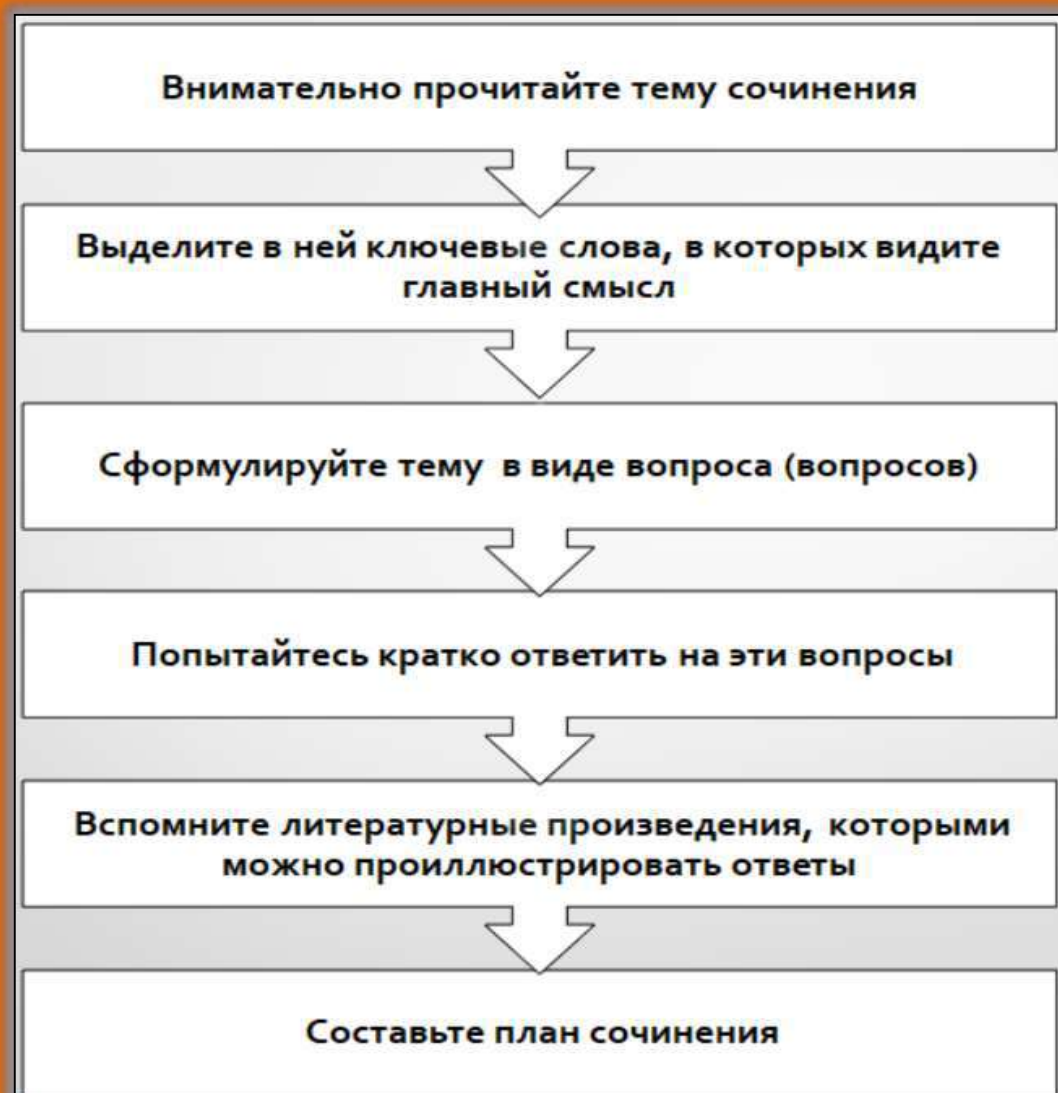 Внимательно прочитайте тему сочинения
Выделите в ней ключевые слова, в которых видите
главный смысл
Сформулируйте тему в виде вопроса (вопросов)
Попытайтесь кратко ответить на эти вопросы
Вспомните литературные произведения, которыми
можно проиллюстрировать ответы
Составьте план сочинения